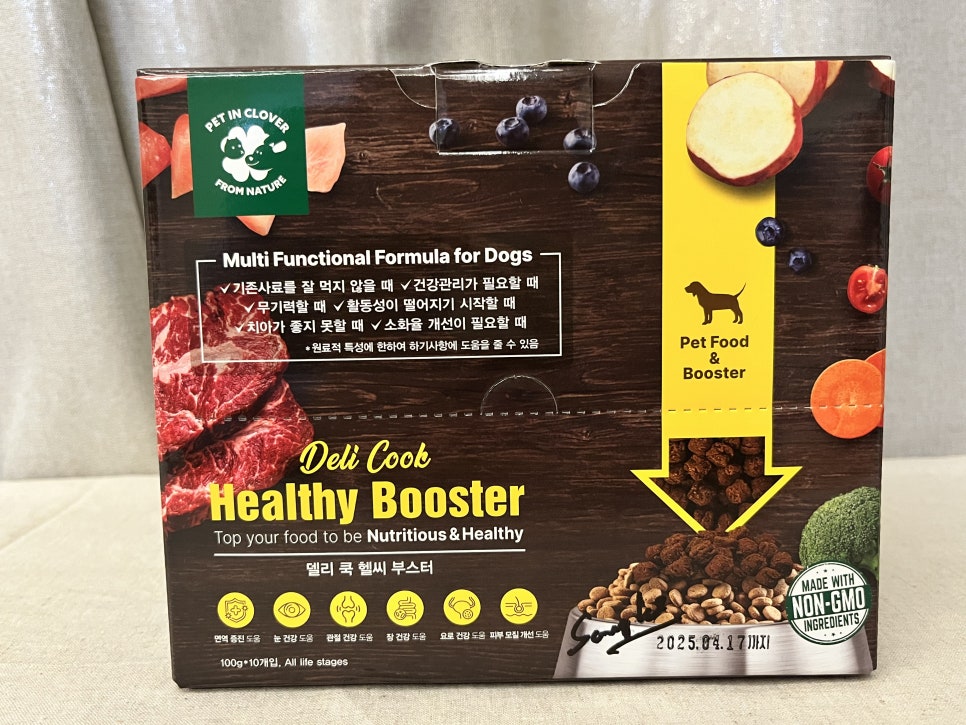 PET IN CLOVER
FROM NATURE
Multi Functional Formula for Dogs
✓기존사료를 잘 먹지 않을 때 ✓건강관리가 필요할 때
✓무기력할 때 ✓활동성이 떨어지기 시작할 때
✓치아가 좋지 못할 때 ✓소화율 개선이 필요할 때
*원료적 특성에 한하여 하기사항에 도움을 줄 수 있음
Pet Food
&
Booster
Deli Cook
Healthy Booster
Top your food to be Nutritious & Healthy
델리 쿡 헬씨 부스터
면역 증진 도움 눈 건강 도움 관절 건강 도움 장 건강 도움 요로 건강 도움 피부 모질 개선 도움
100g*10개입, All life stages
MADE WITH
NON-GMO
INGREDIENTS
2025.04.17까지